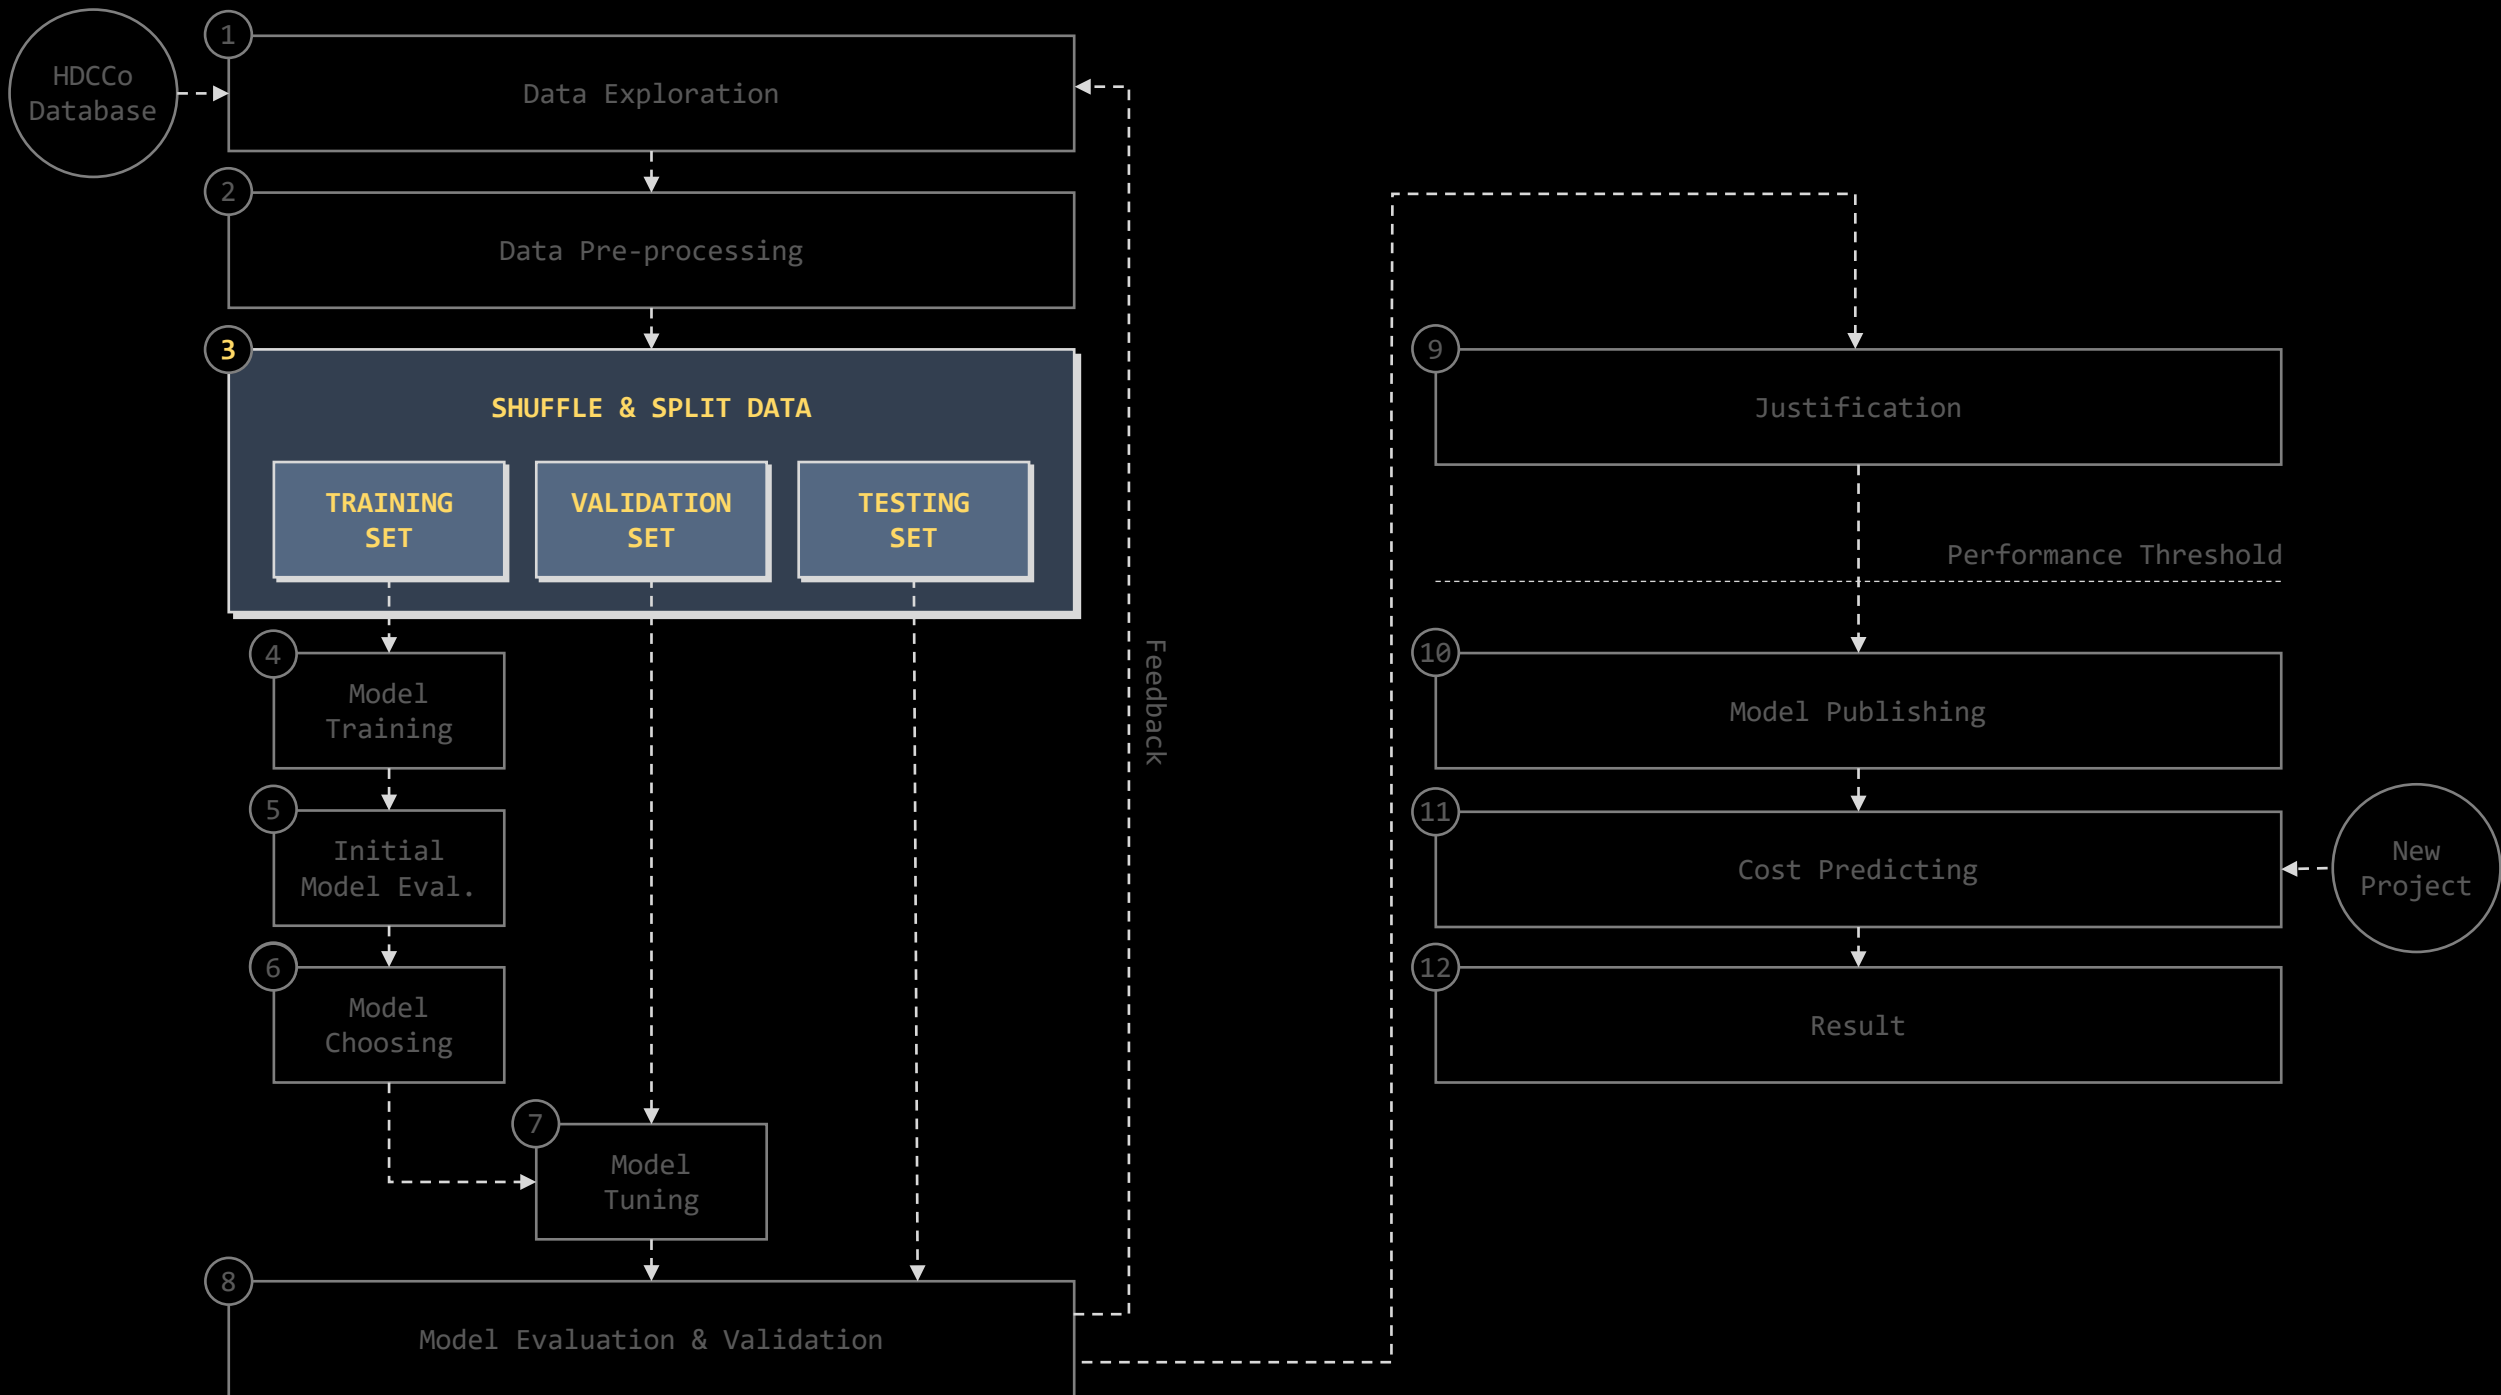 HDCCo
Database
1
Data Exploration
2
Data Pre-processing
3
SHUFFLE & SPLIT DATA
TRAINING
SET
VALIDATION
SET
TESTING
SET
4
Model
Training
5
Initial
Model Eval.
6
Model
Choosing
7
Model
Tuning
8
Model Evaluation & Validation
Feedback
9
Justification
Performance Threshold
10
Model Publishing
11
Cost Predicting
New
Project
12
Result